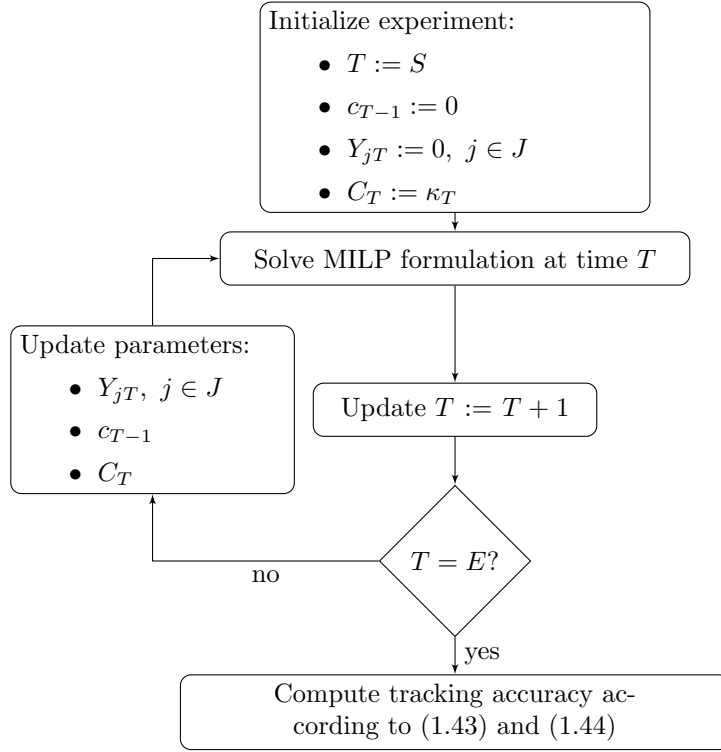 Initialize experiment:
• T := S
• c_{T−1} := 0
• Y_{jT} := 0, j ∈ J
• C_T := κ_T
Solve MILP formulation at time T
Update parameters:
• Y_{jT}, j ∈ J
• c_{T−1}
• C_T
Update T := T + 1
T = E?
no
yes
Compute tracking accuracy ac-
cording to (1.43) and (1.44)